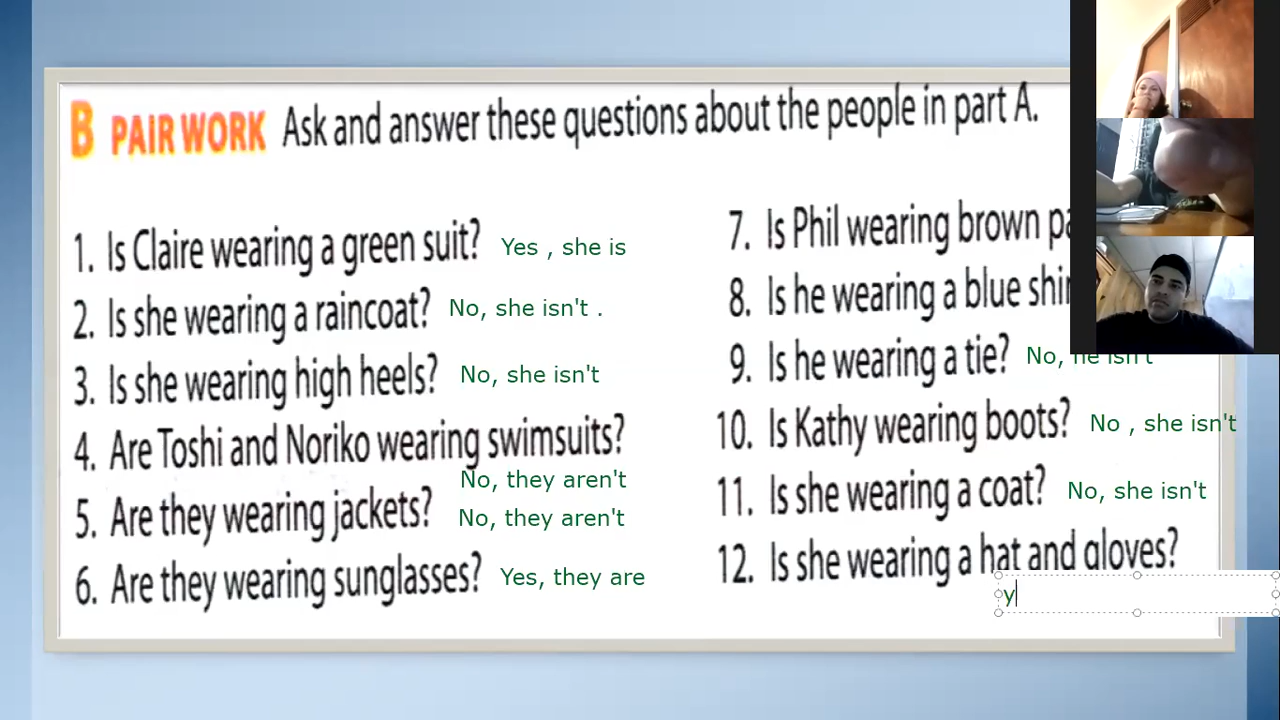 B PAIR WORK Ask and answer these questions about the people in part A.
1. Is Claire wearing a green suit? Yes , she is
2. Is she wearing a raincoat? No, she isn't .
3. Is she wearing high heels? No, she isn't
4. Are Toshi and Noriko wearing swimsuits?
No, they aren't
5. Are they wearing jackets? No, they aren't
6. Are they wearing sunglasses? Yes, they are
7. Is Phil wearing brown
8. Is he wearing a blue
9. Is he wearing a tie? No, he isn't
10. Is Kathy wearing boots? No , she isn't
11. Is she wearing a coat? No, she isn't
12. Is she wearing a hat and gloves?
y